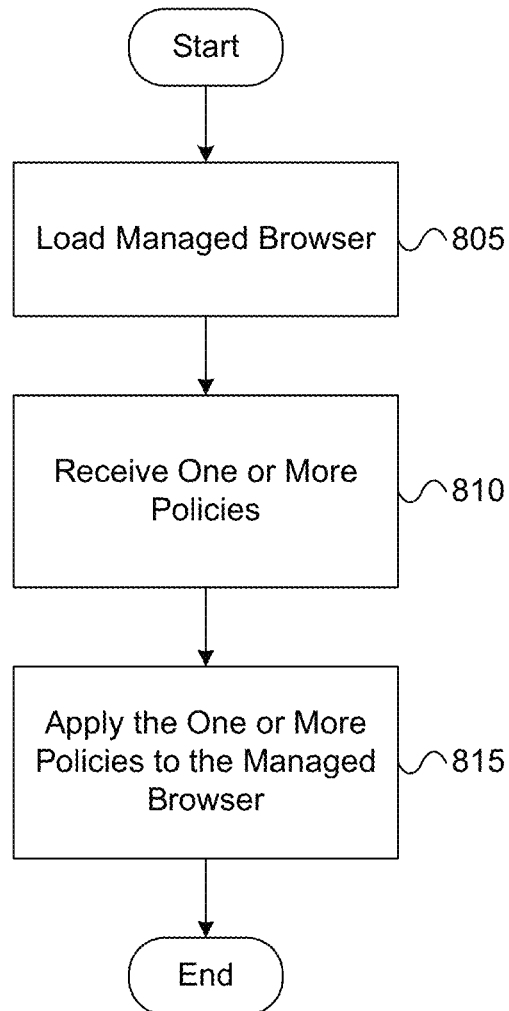 Start
Load Managed Browser
805
Receive One or More
Policies
810
Apply the One or More
Policies to the Managed
Browser
815
End